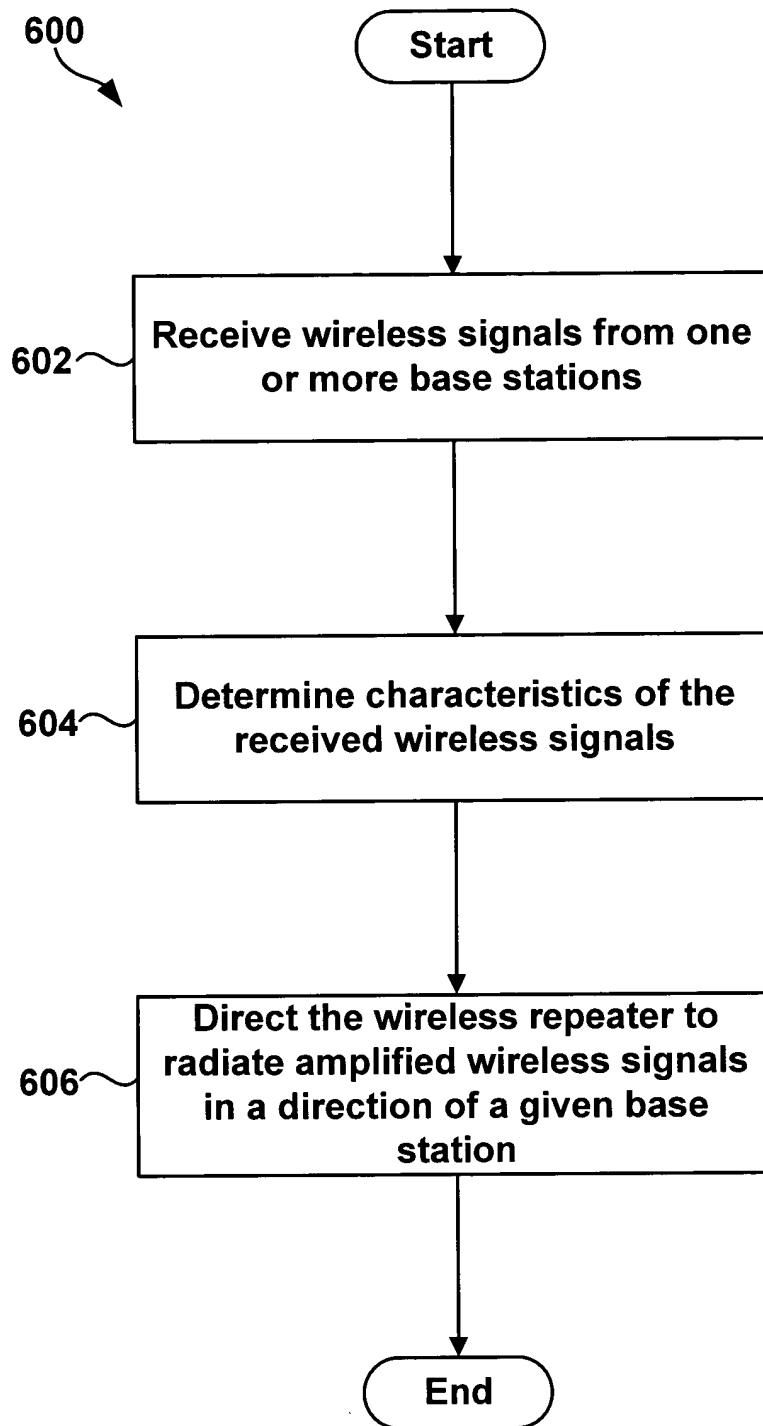 600
Start
602
Receive wireless signals from one
or more base stations
604
Determine characteristics of the
received wireless signals
606
Direct the wireless repeater to
radiate amplified wireless signals
in a direction of a given base
station
End